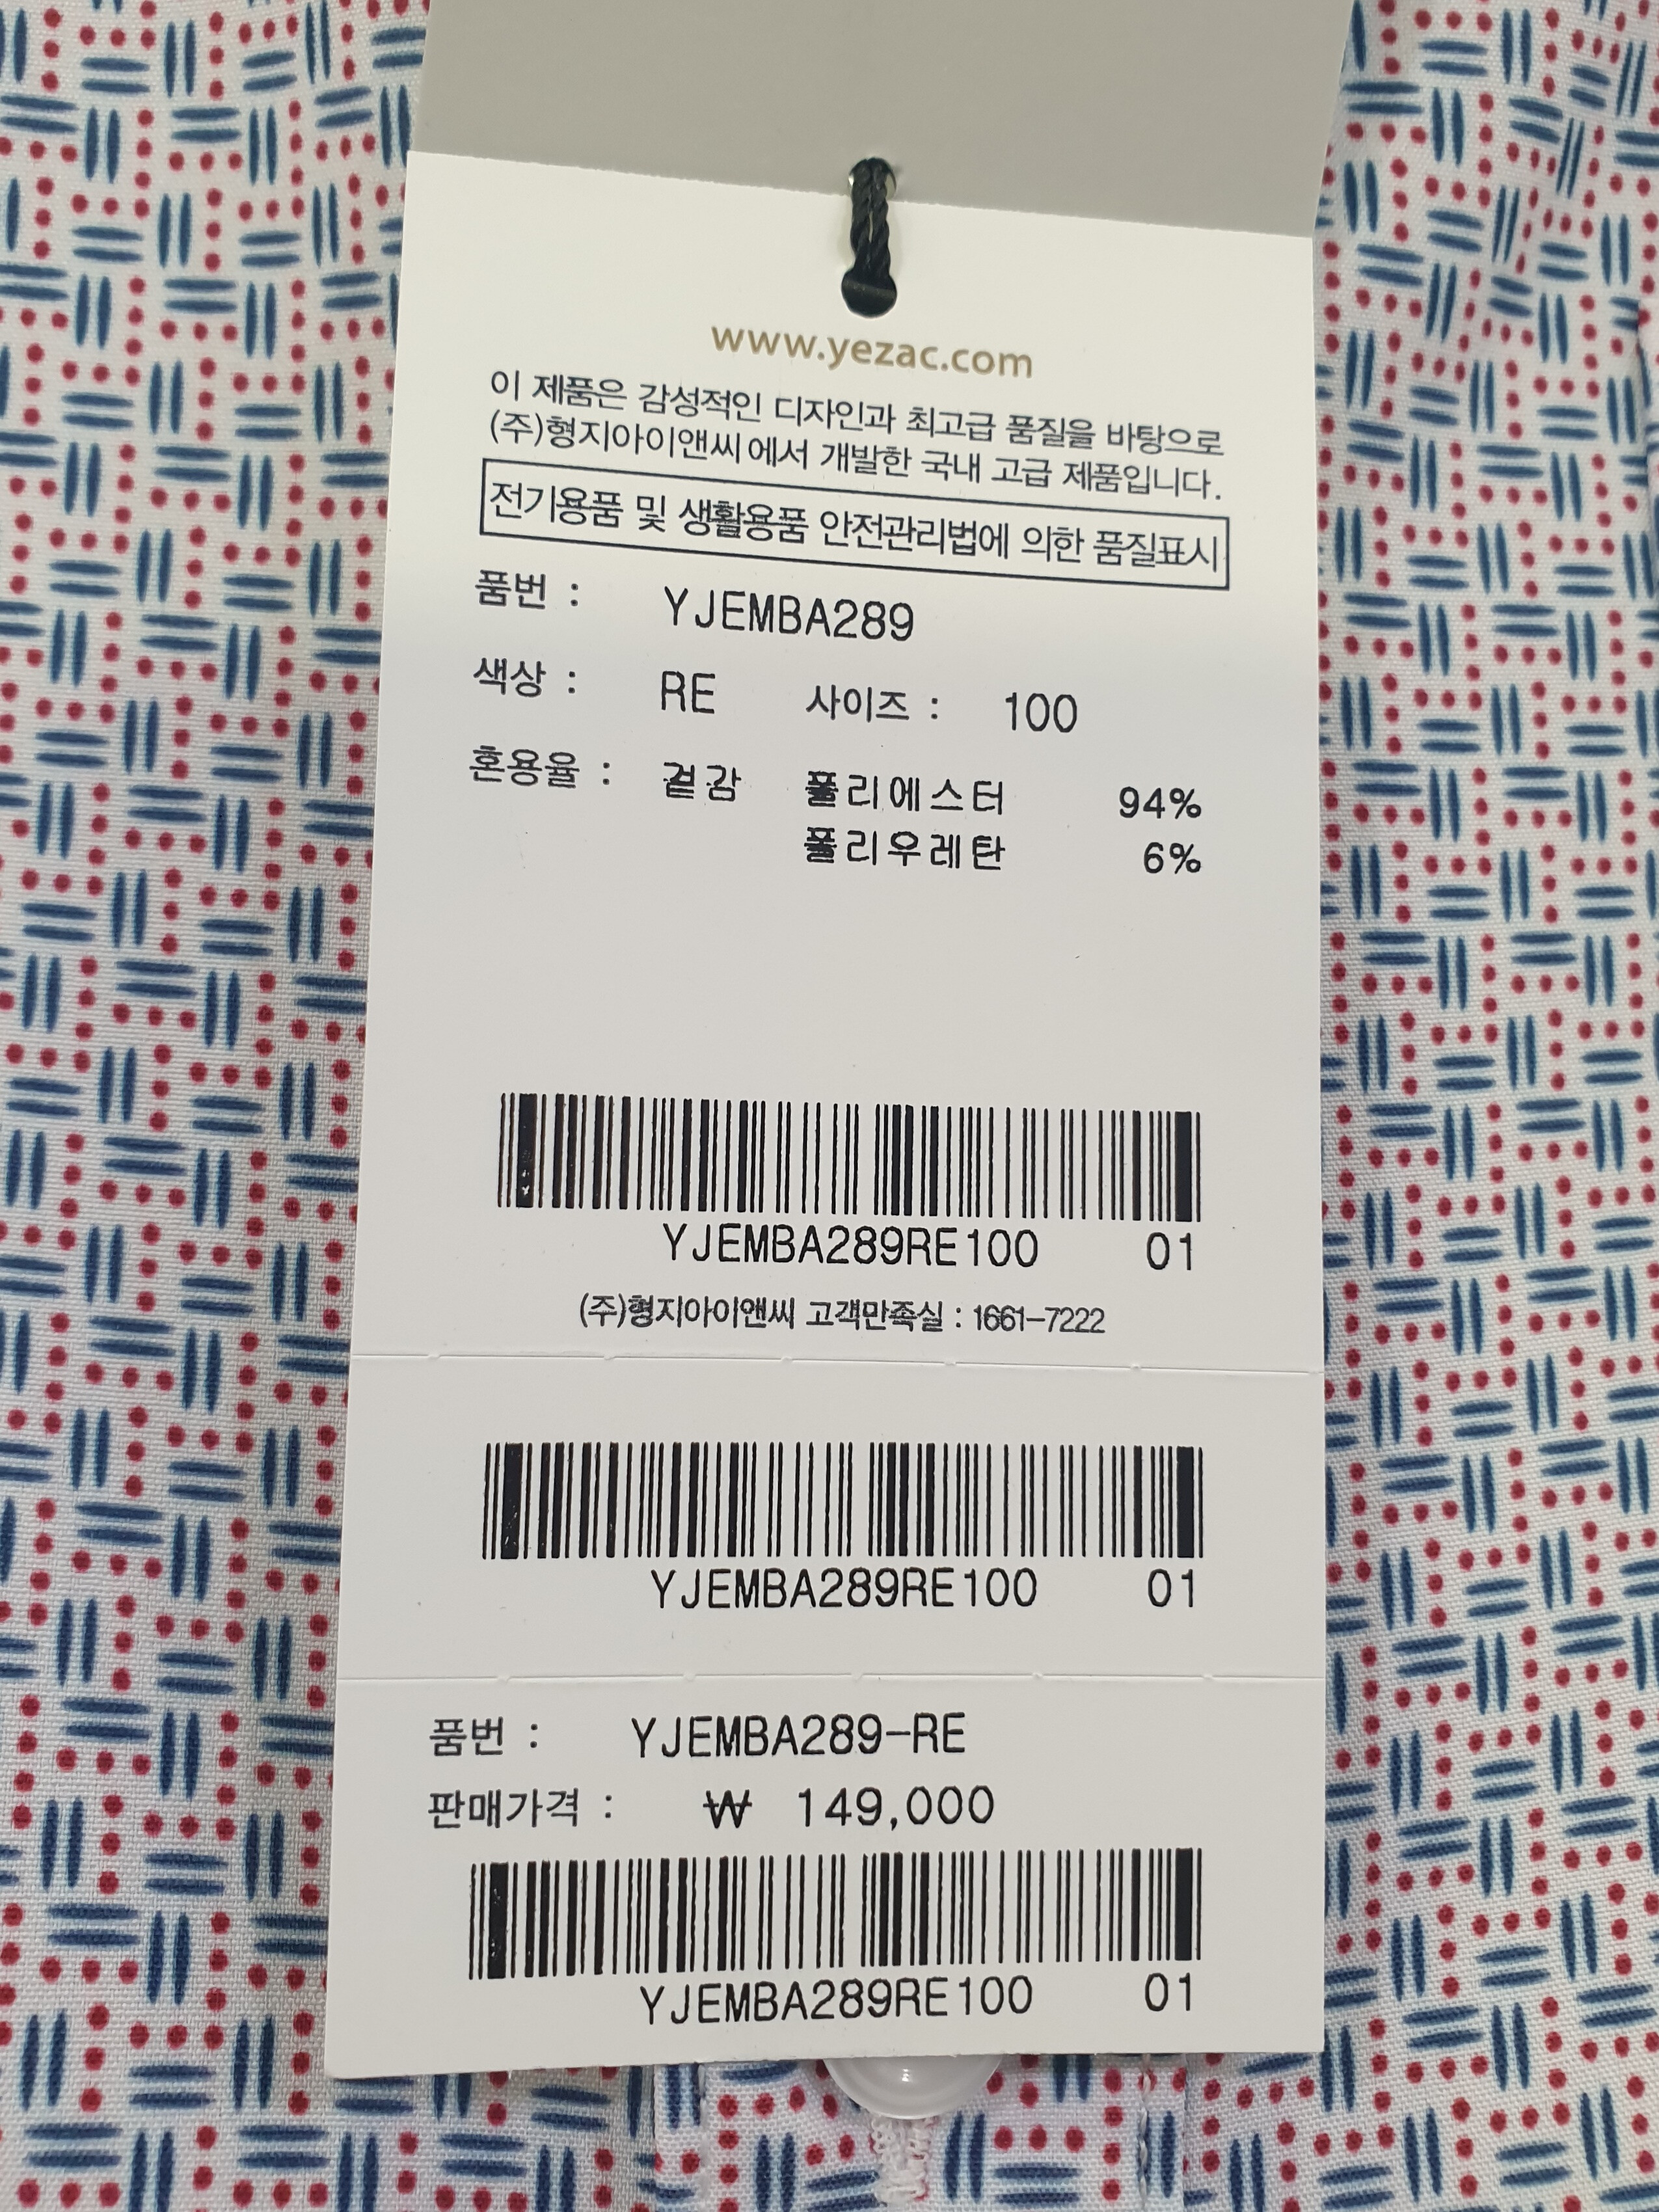 www.yezac.com
이 제품은 감성적인 디자인과 최고급 품질을 바탕으로
(주)형지아이앤씨에서 개발한 국내 고급 제품입니다.
전기용품 및 생활용품 안전관리법에 의한 품질표시
품번 : YJEMBA289
색상 : RE 사이즈 : 100
혼용율 : 겉감 폴리에스터 94%
폴리우레탄 6%
YJEMBA289RE100 01
(주)형지아이앤씨 고객만족실 : 1661-7222
YJEMBA289RE100 01
품번 : YJEMBA289-RE
판매가격 : ₩ 149,000
YJEMBA289RE100 01